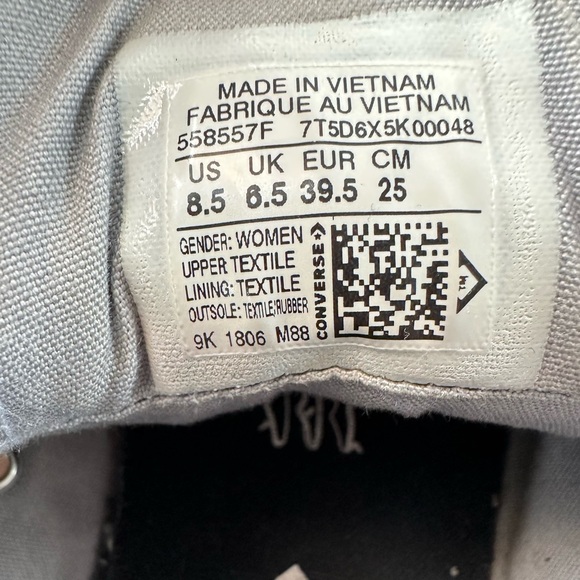 MADE IN VIETNAM
FABRIQUE AU VIETNAM
558557F 7T5D6X5K00048
US UK EUR CM
8.5 6.5 39.5 25
GENDER: WOMEN
UPPER TEXTILE
LINING: TEXTILE
OUTSOLE: TEXTILE/RUBBER
9K 1806 M88
CONVERSE
TM